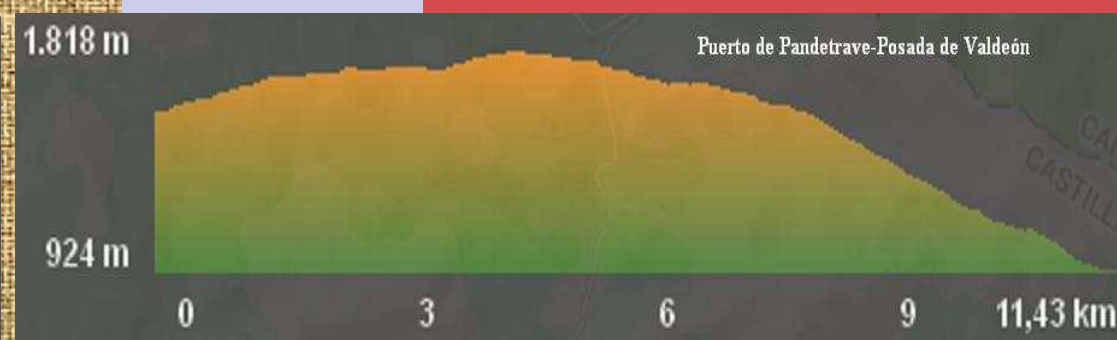 1.818 m
Puerto de Pandetrave-Posada de Valdeón
924 m
0 3 6 9 11,43 km